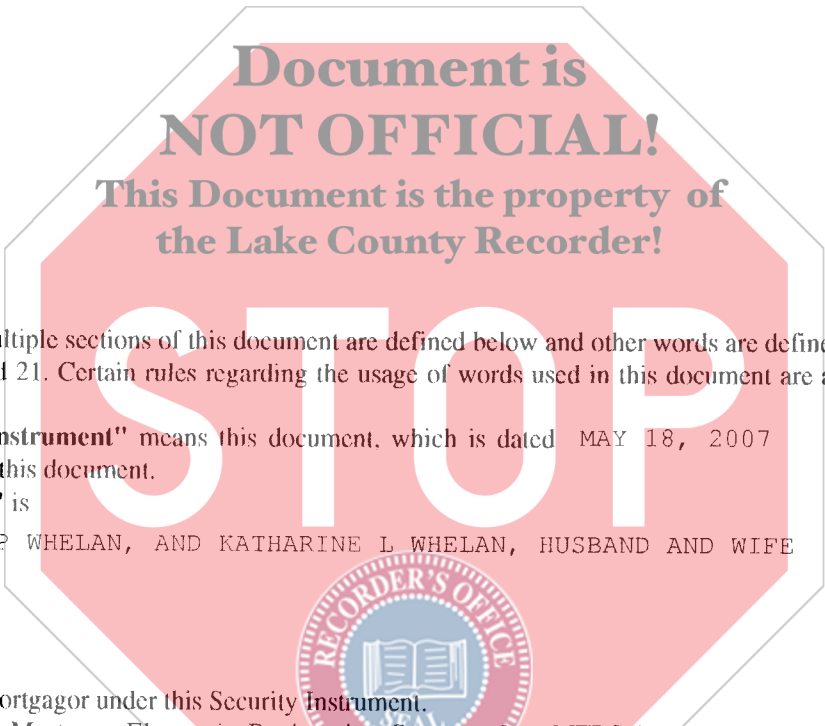 Document is
NOT OFFICIAL!
This Document is the property of
the Lake County Recorder!
STOP
ltiple sections of this document are defined below and other words are define
21. Certain rules regarding the usage of words used in this document are a
nstrument" means this document, which is dated MAY 18, 2007
this document.
" is
P WHELAN, AND KATHARINE L WHELAN, HUSBAND AND WIFE
RECORDER'S OFFICE
ortgagor under this Security Instrument.
SEAL